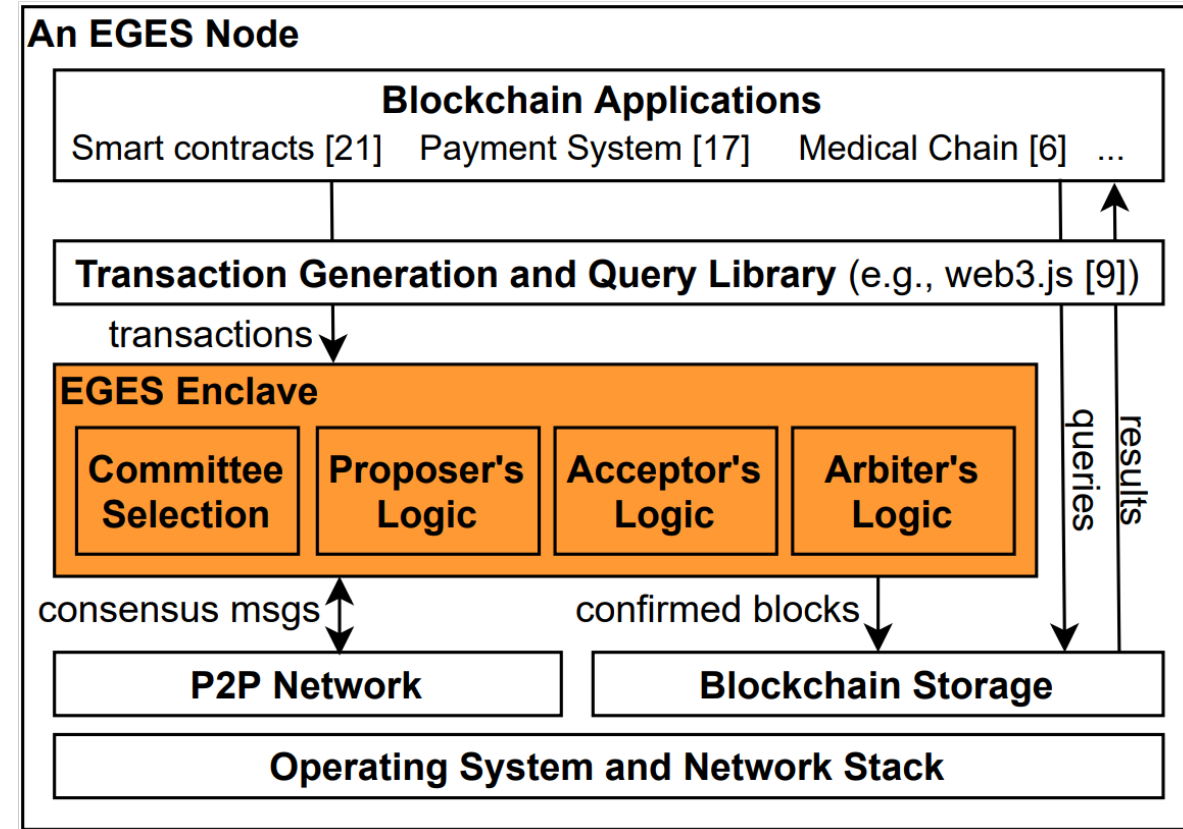 An EGES Node
Blockchain Applications
Smart contracts [21] Payment System [17] Medical Chain [6] ...
Transaction Generation and Query Library (e.g., web3.js [9])
transactions
EGES Enclave
Committee
Selection
Proposer's
Logic
Acceptor's
Logic
Arbiter's
Logic
queries
results
consensus msgs
confirmed blocks
P2P Network
Blockchain Storage
Operating System and Network Stack